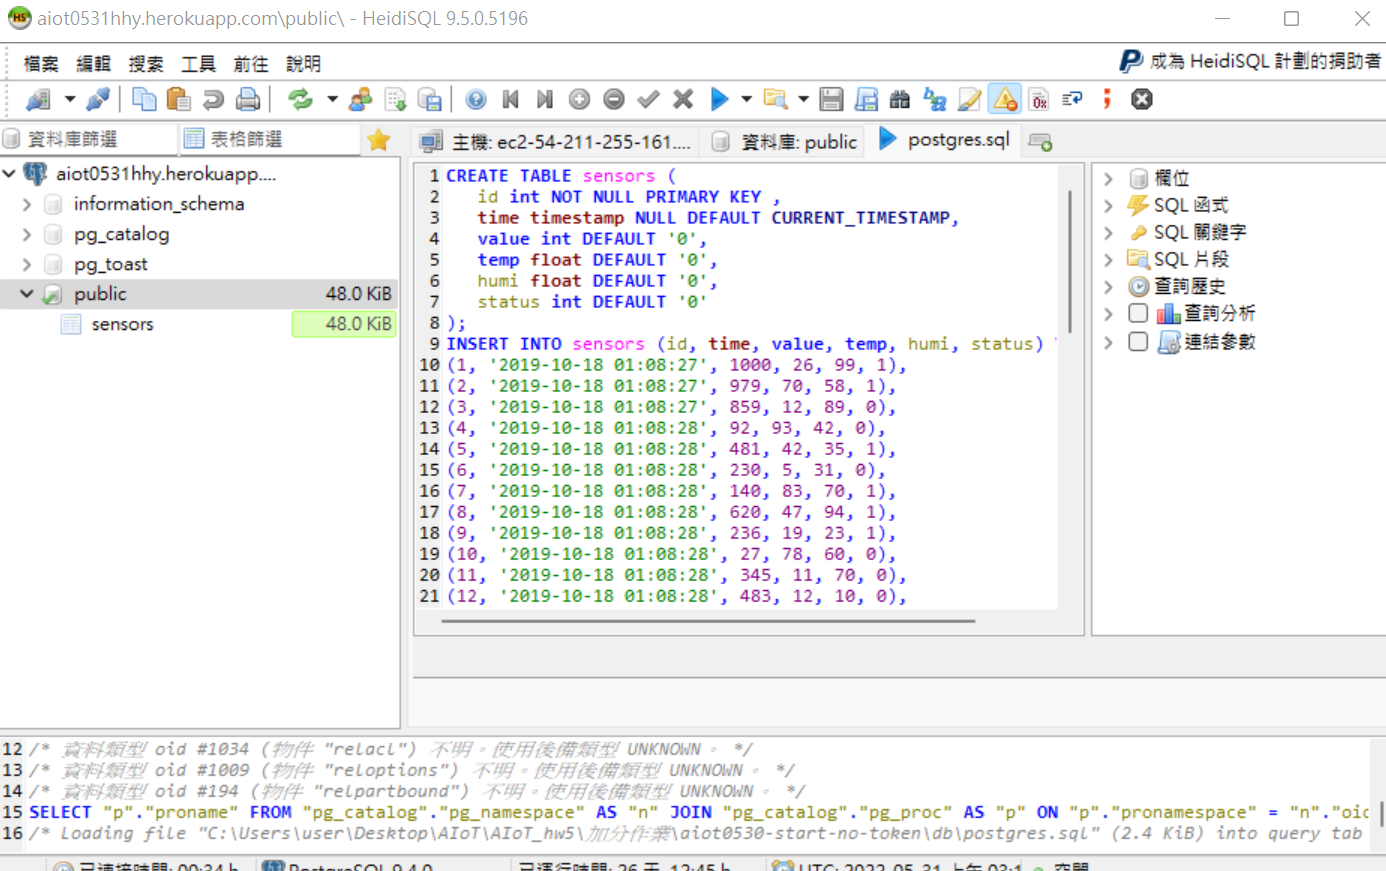 aiot0531hhy.herokuapp.com\public\ - HeidiSQL 9.5.0.5196
檔案 編輯 搜索 工具 前往 說明
成為 HeidiSQL 計劃的捐助者
資料庫篩選 表格篩選
主機: ec2-54-211-255-161.... 資料庫: public postgres.sql
aiot0531hhy.herokuapp....
information_schema
pg_catalog
pg_toast
public 48.0 KiB
sensors 48.0 KiB
1 CREATE TABLE sensors (
2 id int NOT NULL PRIMARY KEY ,
3 time timestamp NULL DEFAULT CURRENT_TIMESTAMP,
4 value int DEFAULT '0',
5 temp float DEFAULT '0',
6 humi float DEFAULT '0',
7 status int DEFAULT '0'
8 );
9 INSERT INTO sensors (id, time, value, temp, humi, status)
10 (1, '2019-10-18 01:08:27', 1000, 26, 99, 1),
11 (2, '2019-10-18 01:08:27', 979, 70, 58, 1),
12 (3, '2019-10-18 01:08:27', 859, 12, 89, 0),
13 (4, '2019-10-18 01:08:28', 92, 93, 42, 0),
14 (5, '2019-10-18 01:08:28', 481, 42, 35, 1),
15 (6, '2019-10-18 01:08:28', 230, 5, 31, 0),
16 (7, '2019-10-18 01:08:28', 140, 83, 70, 1),
17 (8, '2019-10-18 01:08:28', 620, 47, 94, 1),
18 (9, '2019-10-18 01:08:28', 236, 19, 23, 1),
19 (10, '2019-10-18 01:08:28', 27, 78, 60, 0),
20 (11, '2019-10-18 01:08:28', 345, 11, 70, 0),
21 (12, '2019-10-18 01:08:28', 483, 12, 10, 0),
欄位
SQL 函式
SQL 關鍵字
SQL 片段
查詢歷史
查詢分析
連結參數
12 /* 資料類型 oid #1034 (物件 "relacl") 不明。使用後備類型 UNKNOWN。 */
13 /* 資料類型 oid #1009 (物件 "reloptions") 不明。使用後備類型 UNKNOWN。 */
14 /* 資料類型 oid #194 (物件 "relpartbound") 不明。使用後備類型 UNKNOWN。 */
15 SELECT "p"."proname" FROM "pg_catalog"."pg_namespace" AS "n" JOIN "pg_catalog"."pg_proc" AS "p" ON "p"."pronamespace" = "n"."oid
16 /* Loading file "C:\Users\user\Desktop\AIoT\AIoT_hw5\加分作業\aiot0530-start-no-token\db\postgres.sql" (2.4 KiB) into query tab
已連接時間: 00:34 h PostgreSQL 9.4.0 已運行時間: 26 天, 12:45 h UTC: 2022-05-31 上午 03:1 空閒